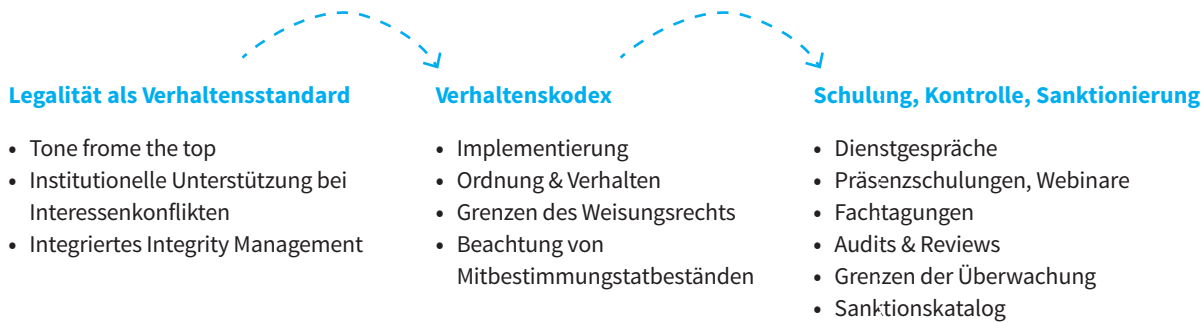 Legalität als Verhaltensstandard
• Tone frome the top
• Institutionelle Unterstützung bei
Interessenkonflikten
• Integriertes Integrity Management
Verhaltenskodex
• Implementierung
• Ordnung & Verhalten
• Grenzen des Weisungsrechts
• Beachtung von
Mitbestimmungstatbeständen
Schulung, Kontrolle, Sanktionierung
• Dienstgespräche
• Präsenzschulungen, Webinare
• Fachtagungen
• Audits & Reviews
• Grenzen der Überwachung
• Sanktionskatalog